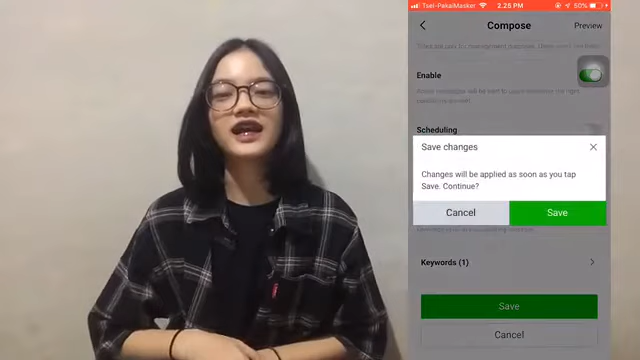 Tsel-PakaiMasker
2.25 PM
50%
Compose
Preview
Enable
Scheduling
Save changes
Changes will be applied as soon as you tap
Save. Continue?
Cancel
Save
Keywords (1)
Save
Cancel